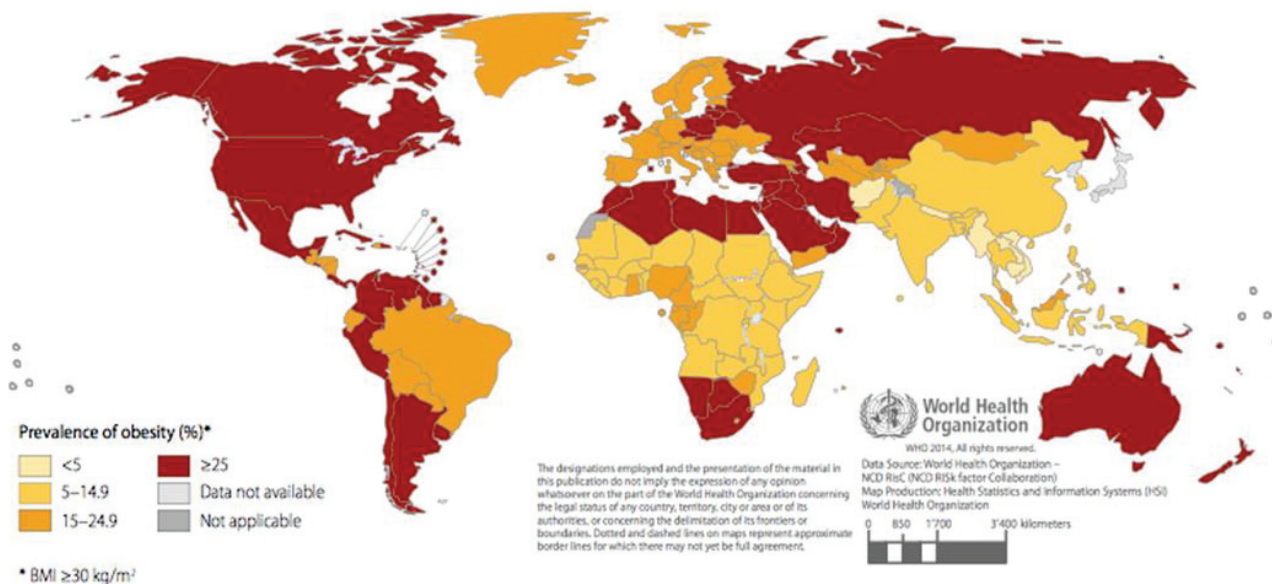 Prevalence of obesity (%)*
<5
5–14.9
15–24.9
≥25
Data not available
Not applicable
* BMI ≥30 kg/m²
The designations employed and the presentation of the material in
this publication do not imply the expression of any opinion
whatsoever on the part of the World Health Organization concerning
the legal status of any country, territory, city or area or of its
authorities, or concerning the delimitation of its frontiers or
boundaries. Dotted and dashed lines on maps represent approximate
border lines for which there may not yet be full agreement.
World Health
Organization
WHO 2014, All rights reserved.
Data Source: World Health Organization –
NCD RisC (NCD RISk factor Collaboration)
Map Production: Health Statistics and Information Systems (HSI)
World Health Organization
0 850 1'700 3'400 kilometers